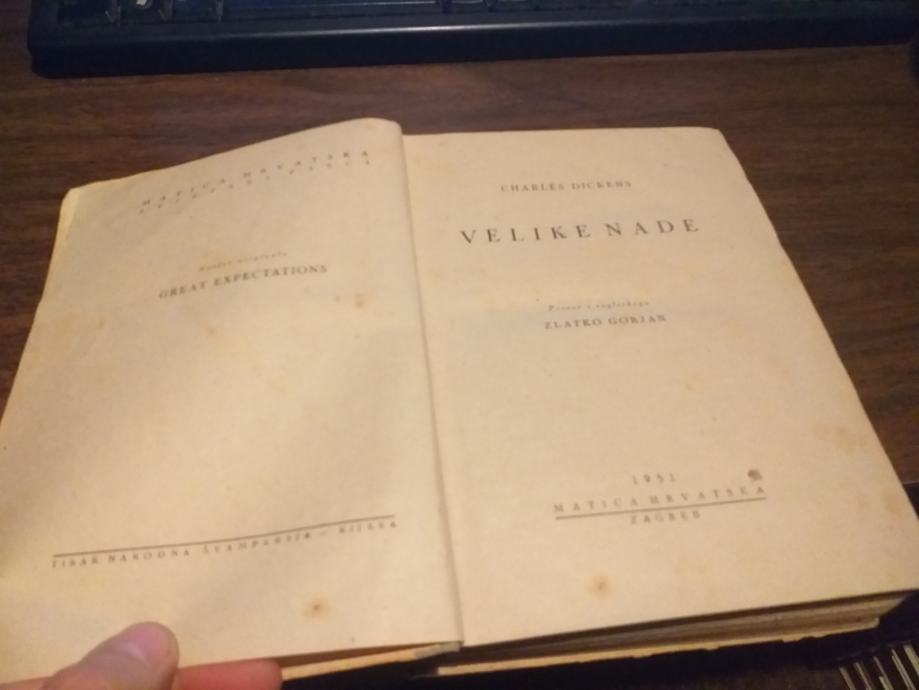 MATICA HRVATSKA
Naslov originala
GREAT EXPECTATIONS
TISAK NARODNA ŠTAMPARIJA — RIJEKA
CHARLES DICKENS
VELIKE NADE
Preveo s engleskoga
ZLATKO GORJAN
1951
MATICA HRVATSKA
ZAGREB